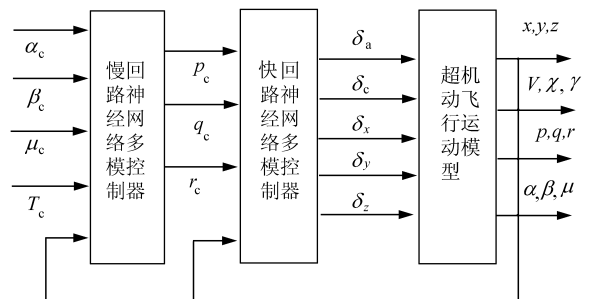 α_c
β_c
μ_c
T_c
慢回
路神
经网
络多
模控
制器
p_c
q_c
r_c
快回
路神
经网
络多
模控
制器
δ_a
δ_c
δ_x
δ_y
δ_z
超机
动飞
行运
动模
型
x,y,z
V,χ,γ
p,q,r
α,β,μ